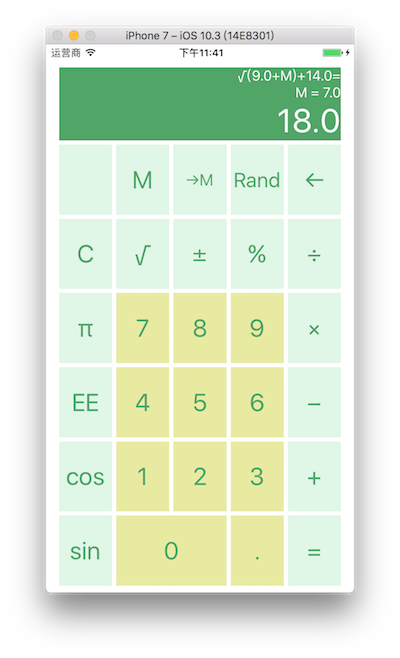 iPhone 7 – iOS 10.3 (14E8301)
运营商 下午11:41
√(9.0+M)+14.0=
M = 7.0
18.0
M →M Rand ←
C √ ± % ÷
π 7 8 9 ×
EE 4 5 6 −
cos 1 2 3 +
sin 0 . =